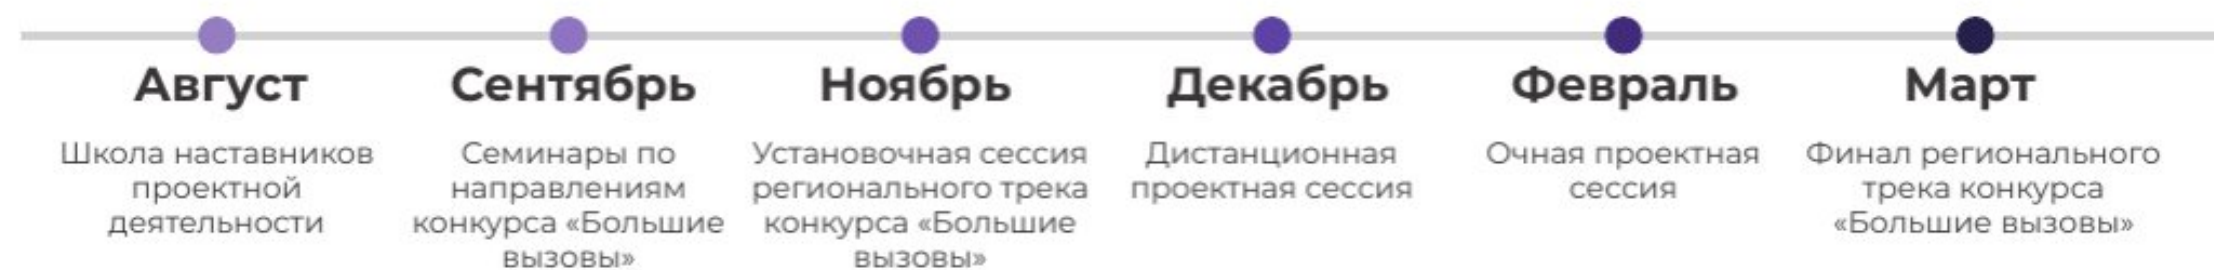 Август
Школа наставников
проектной
деятельности
Сентябрь
Семинары по
направлениям
конкурса «Большие
вызовы»
Ноябрь
Установочная сессия
регионального трека
конкурса «Большие
вызовы»
Декабрь
Дистанционная
проектная сессия
Февраль
Очная проектная
сессия
Март
Финал регионального
трека конкурса
«Большие вызовы»